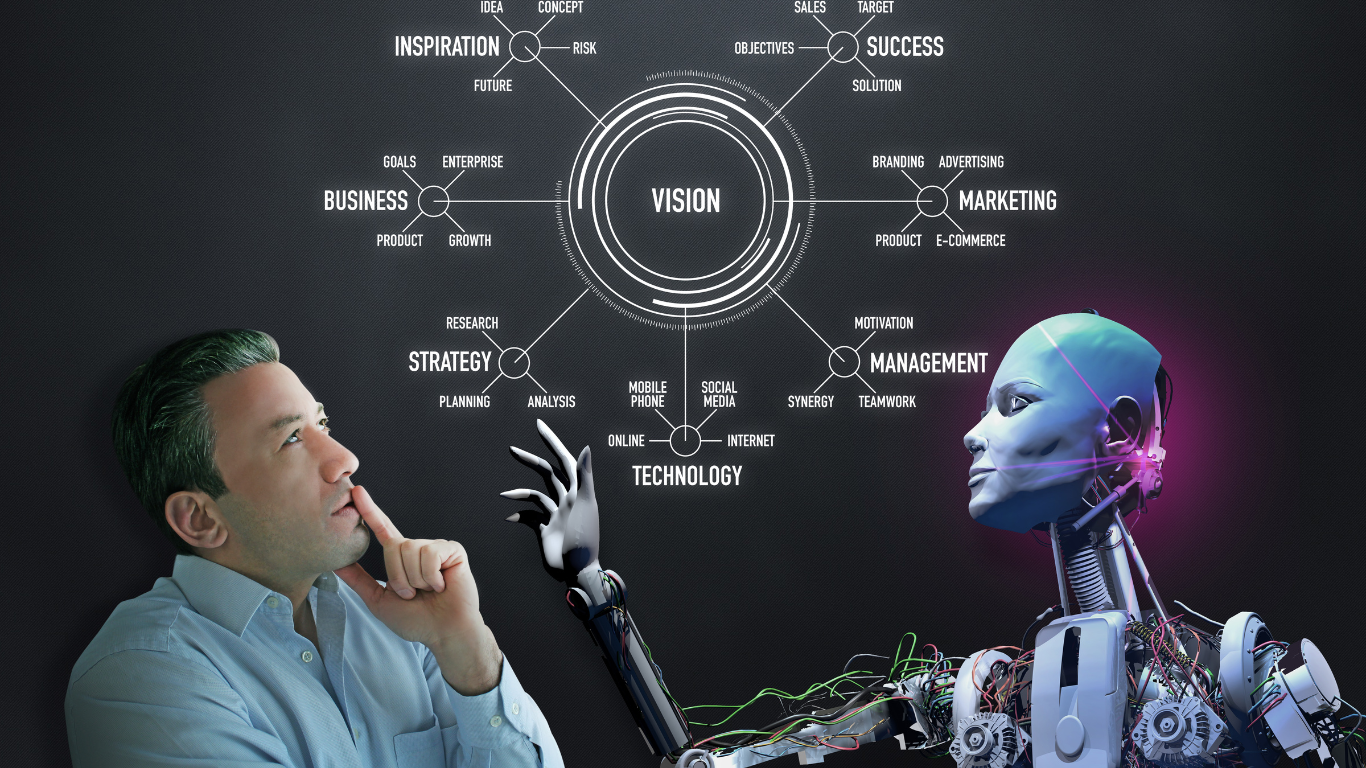 IDEA
CONCEPT
INSPIRATION
RISK
FUTURE
SALES
TARGET
OBJECTIVES
SUCCESS
SOLUTION
GOALS
ENTERPRISE
BUSINESS
PRODUCT
GROWTH
VISION
BRANDING
ADVERTISING
MARKETING
PRODUCT
E-COMMERCE
RESEARCH
STRATEGY
PLANNING
ANALYSIS
MOBILE
PHONE
SOCIAL
MEDIA
ONLINE
INTERNET
TECHNOLOGY
MOTIVATION
MANAGEMENT
SYNERGY
TEAMWORK